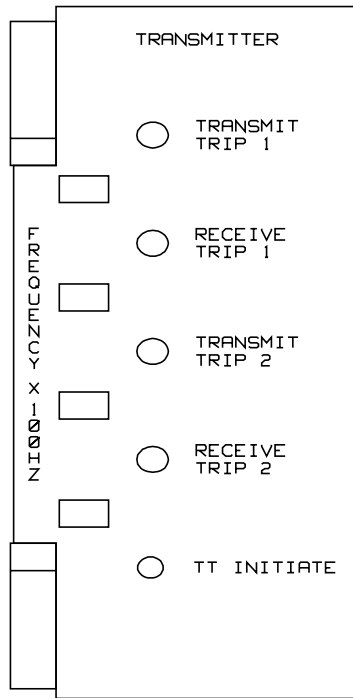 TRANSMITTER
TRANSMIT
TRIP 1
RECEIVE
TRIP 1
TRANSMIT
TRIP 2
RECEIVE
TRIP 2
TT INITIATE
FREQUENCY X 100HZ